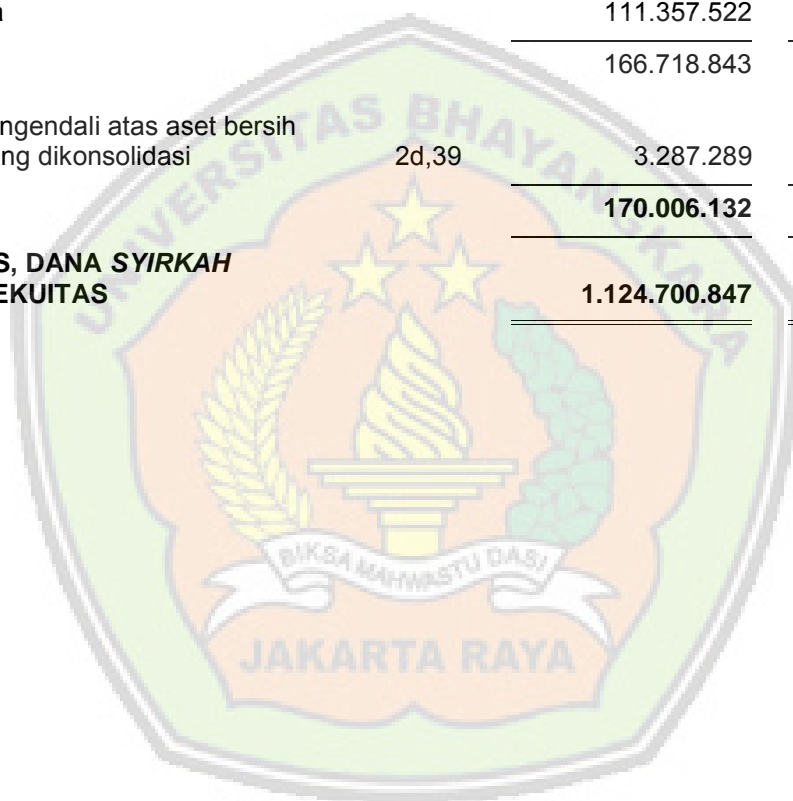 111.357.522
166.718.843
ngendali atas aset bersih
ng dikonsolidasi 2d,39 3.287.289
170.006.132
S, DANA SYIRKAH
EKUITAS 1.124.700.847
UNIVERSITAS BHAYANGKARA
BIKSA MAHWASTU DASI
JAKARTA RAYA